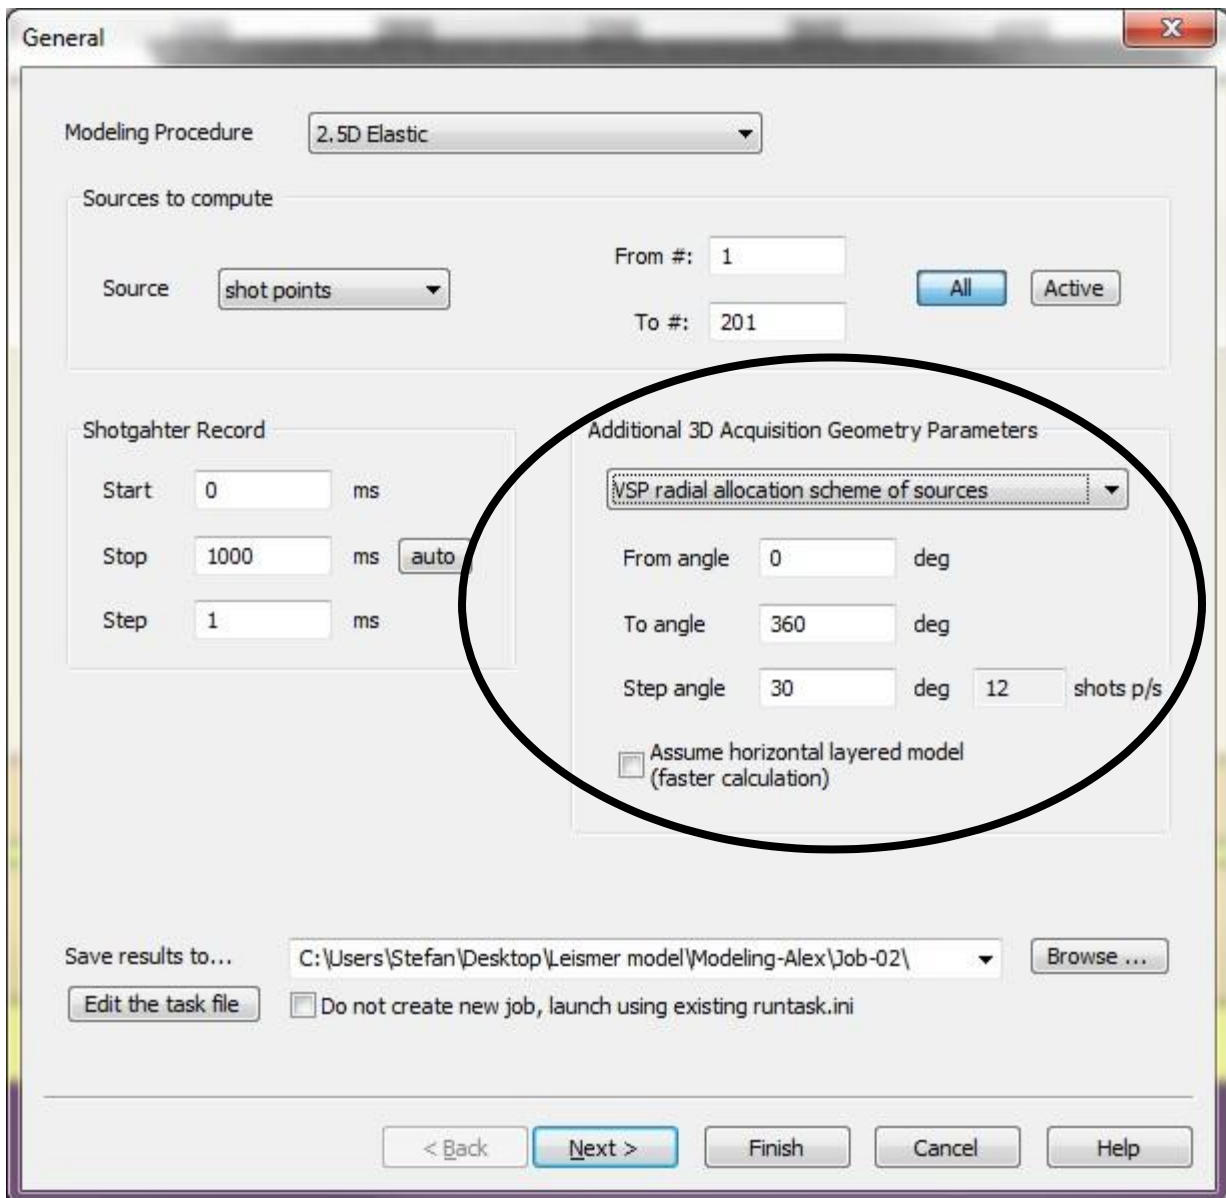 General
X
Modeling Procedure 2.5D Elastic
Sources to compute
Source shot points
From #: 1
To #: 201
All Active
Shotgahter Record
Start 0 ms
Stop 1000 ms auto
Step 1 ms
Additional 3D Acquisition Geometry Parameters
VSP radial allocation scheme of sources
From angle 0 deg
To angle 360 deg
Step angle 30 deg 12 shots p/s
Assume horizontal layered model
(faster calculation)
Save results to... C:\Users\Stefan\Desktop\Leismer model\Modeling-Alex\Job-02\ Browse ...
Edit the task file Do not create new job, launch using existing runtask.ini
< Back Next > Finish Cancel Help